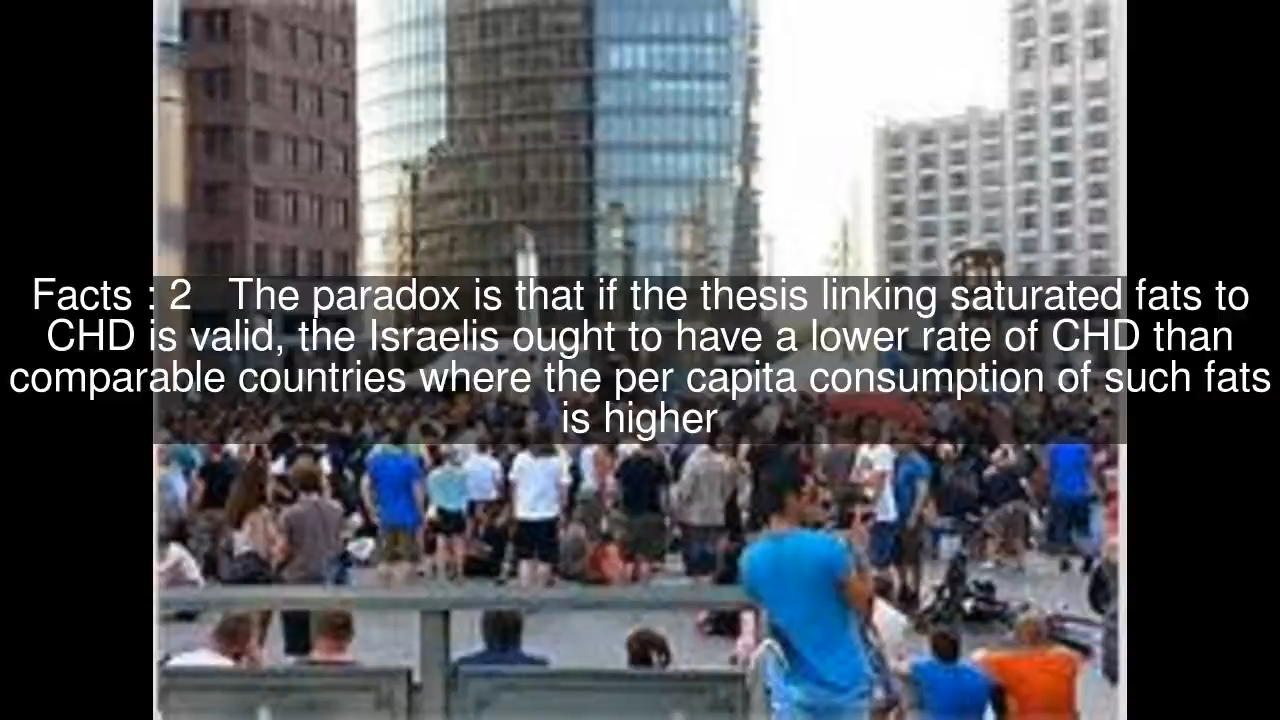 Facts : 2 The paradox is that if the thesis linking saturated fats to
CHD is valid, the Israelis ought to have a lower rate of CHD than
comparable countries where the per capita consumption of such fats
is higher